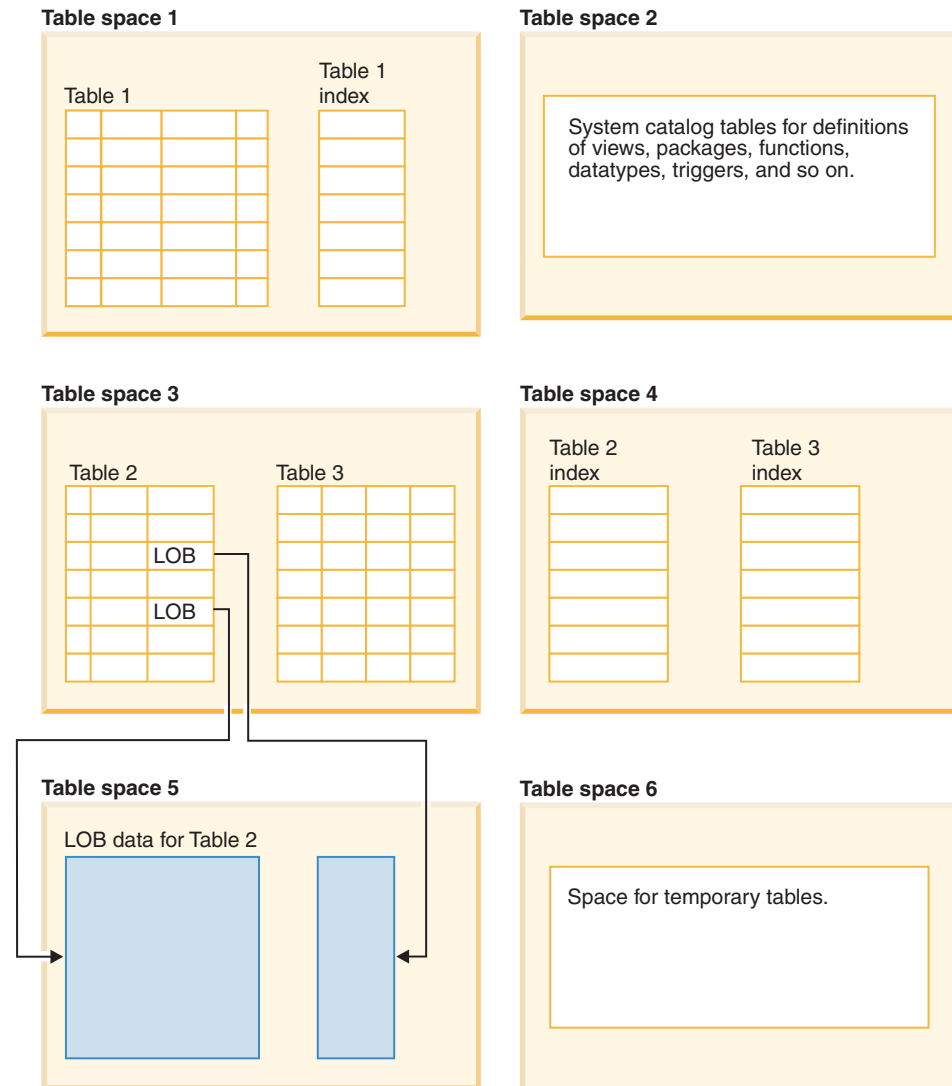 Table space 1
Table 1
Table 1
index
Table space 2
System catalog tables for definitions
of views, packages, functions,
datatypes, triggers, and so on.
Table space 3
Table 2
Table 3
LOB
LOB
Table space 4
Table 2
index
Table 3
index
Table space 5
LOB data for Table 2
Table space 6
Space for temporary tables.